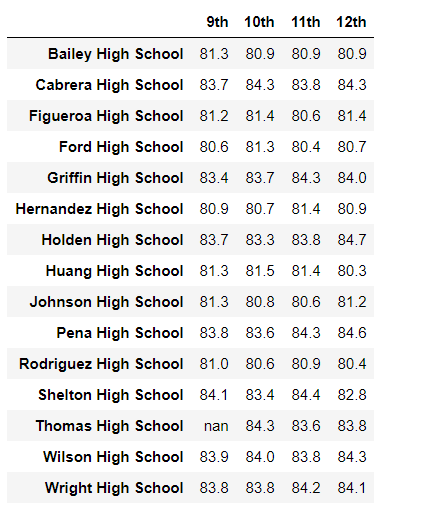 9th 10th 11th 12th
Bailey High School 81.3 80.9 80.9 80.9
Cabrera High School 83.7 84.3 83.8 84.3
Figueroa High School 81.2 81.4 80.6 81.4
Ford High School 80.6 81.3 80.4 80.7
Griffin High School 83.4 83.7 84.3 84.0
Hernandez High School 80.9 80.7 81.4 80.9
Holden High School 83.7 83.3 83.8 84.7
Huang High School 81.3 81.5 81.4 80.3
Johnson High School 81.3 80.8 80.6 81.2
Pena High School 83.8 83.6 84.3 84.6
Rodriguez High School 81.0 80.6 80.9 80.4
Shelton High School 84.1 83.4 84.4 82.8
Thomas High School nan 84.3 83.6 83.8
Wilson High School 83.9 84.0 83.8 84.3
Wright High School 83.8 83.8 84.2 84.1